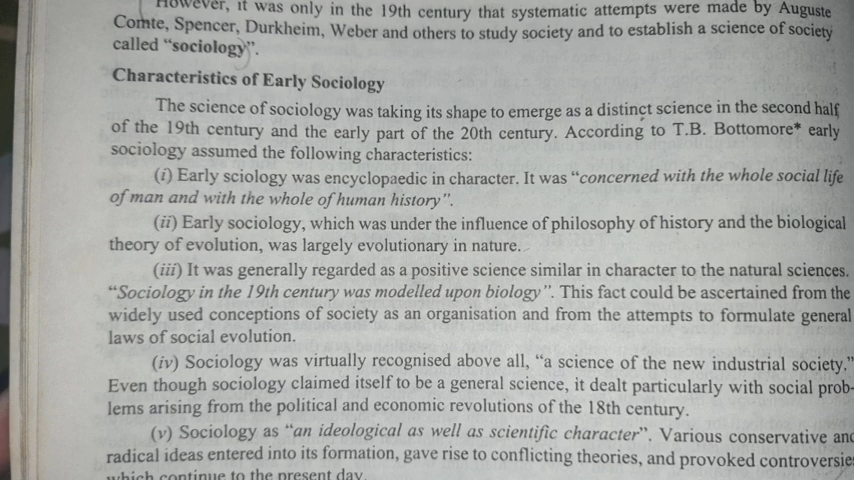 However, it was only in the 19th century that systematic attempts were made by Auguste
Comte, Spencer, Durkheim, Weber and others to study society and to establish a science of society
called “sociology”.
Characteristics of Early Sociology
The science of sociology was taking its shape to emerge as a distinct science in the second half
of the 19th century and the early part of the 20th century. According to T.B. Bottomore* early
sociology assumed the following characteristics:
(i) Early sciology was encyclopaedic in character. It was “concerned with the whole social life
of man and with the whole of human history”.
(ii) Early sociology, which was under the influence of philosophy of history and the biological
theory of evolution, was largely evolutionary in nature.
(iii) It was generally regarded as a positive science similar in character to the natural sciences.
“Sociology in the 19th century was modelled upon biology”. This fact could be ascertained from the
widely used conceptions of society as an organisation and from the attempts to formulate general
laws of social evolution.
(iv) Sociology was virtually recognised above all, “a science of the new industrial society.”
Even though sociology claimed itself to be a general science, it dealt particularly with social prob-
lems arising from the political and economic revolutions of the 18th century.
(v) Sociology as “an ideological as well as scientific character”. Various conservative and
radical ideas entered into its formation, gave rise to conflicting theories, and provoked controversies
which continue to the present day.